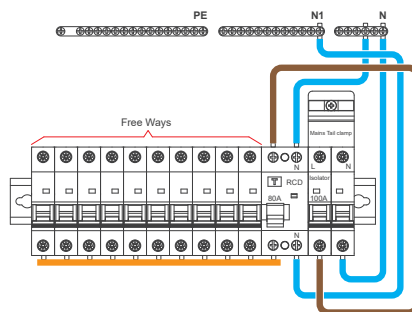 PE N1 N
Mains Tail clamp
Free Ways
N L N
T RCD Isolator
80A 100A
N